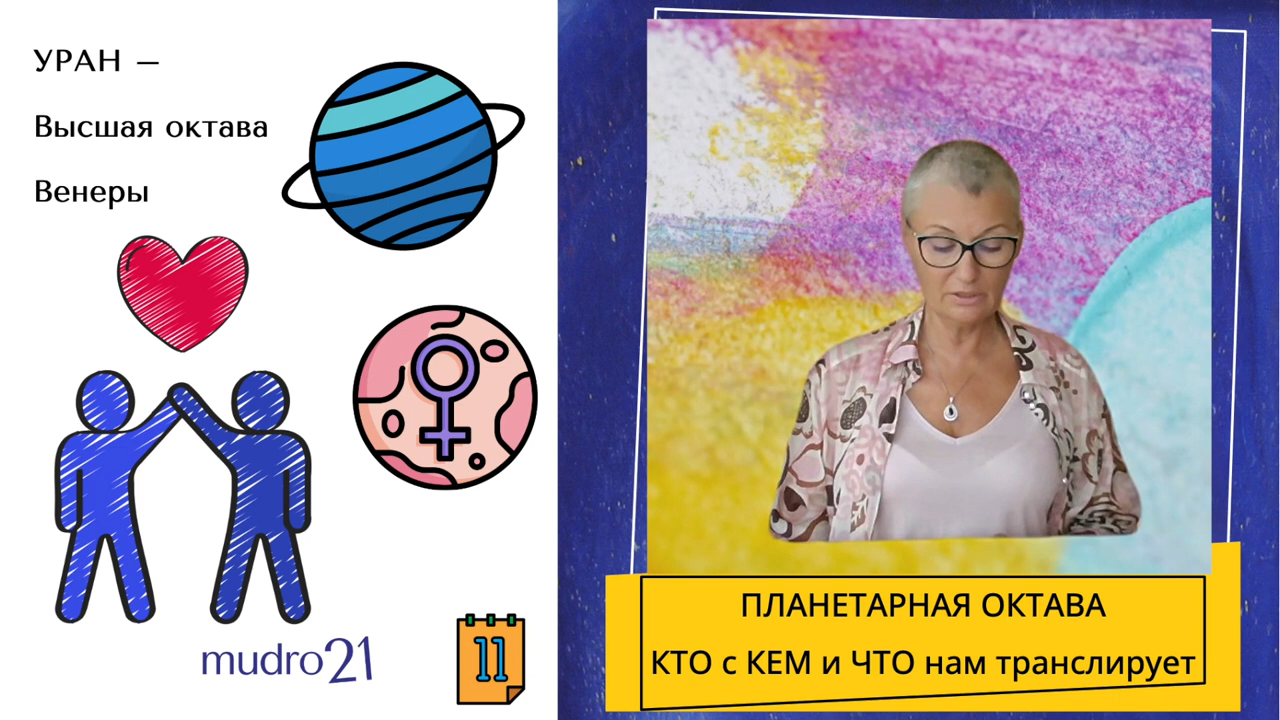 УРАН –
Высшая октава
Венеры
mudro21
11
ПЛАНЕТАРНАЯ ОКТАВА
КТО с КЕМ и ЧТО нам транслирует